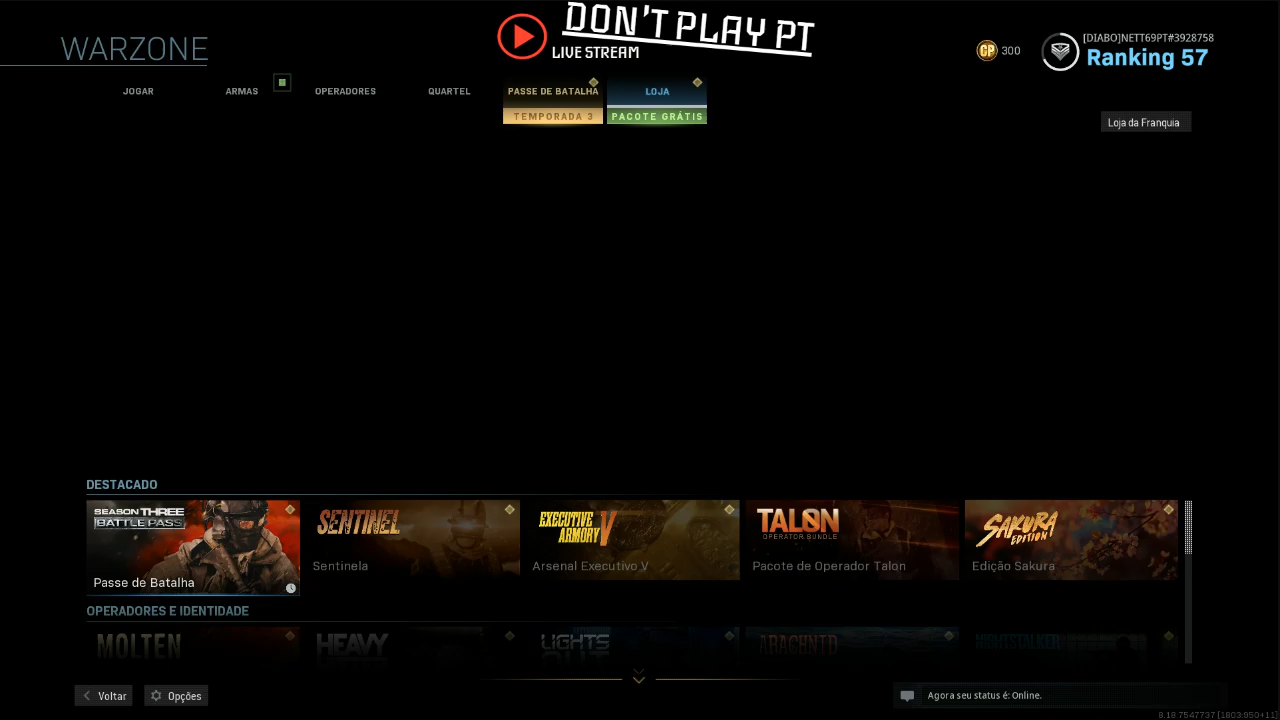 DON'T PLAY PT
LIVE STREAM
WARZONE
300
[DIABO]NETT69PT#3928758
Ranking 57
JOGAR
ARMAS
OPERADORES
QUARTEL
PASSE DE BATALHA
LOJA
TEMPORADA 3
PACOTE GRÁTIS
Loja da Franquia
DESTACADO
SEASON THREE
BATTLE PASS
Passe de Batalha
SENTINEL
Sentinela
EXECUTIVE
ARMORY V
Arsenal Executivo V
TALON
OPERATOR BUNDLE
Pacote de Operador Talon
SAKURA
EDITION
Edição Sakura
OPERADORES E IDENTIDADE
MOLTEN
HEAVY
LIGHTS
OUT
ARACHNID
NIGHTSTALKER
Voltar
Opções
Agora seu status é: Online.